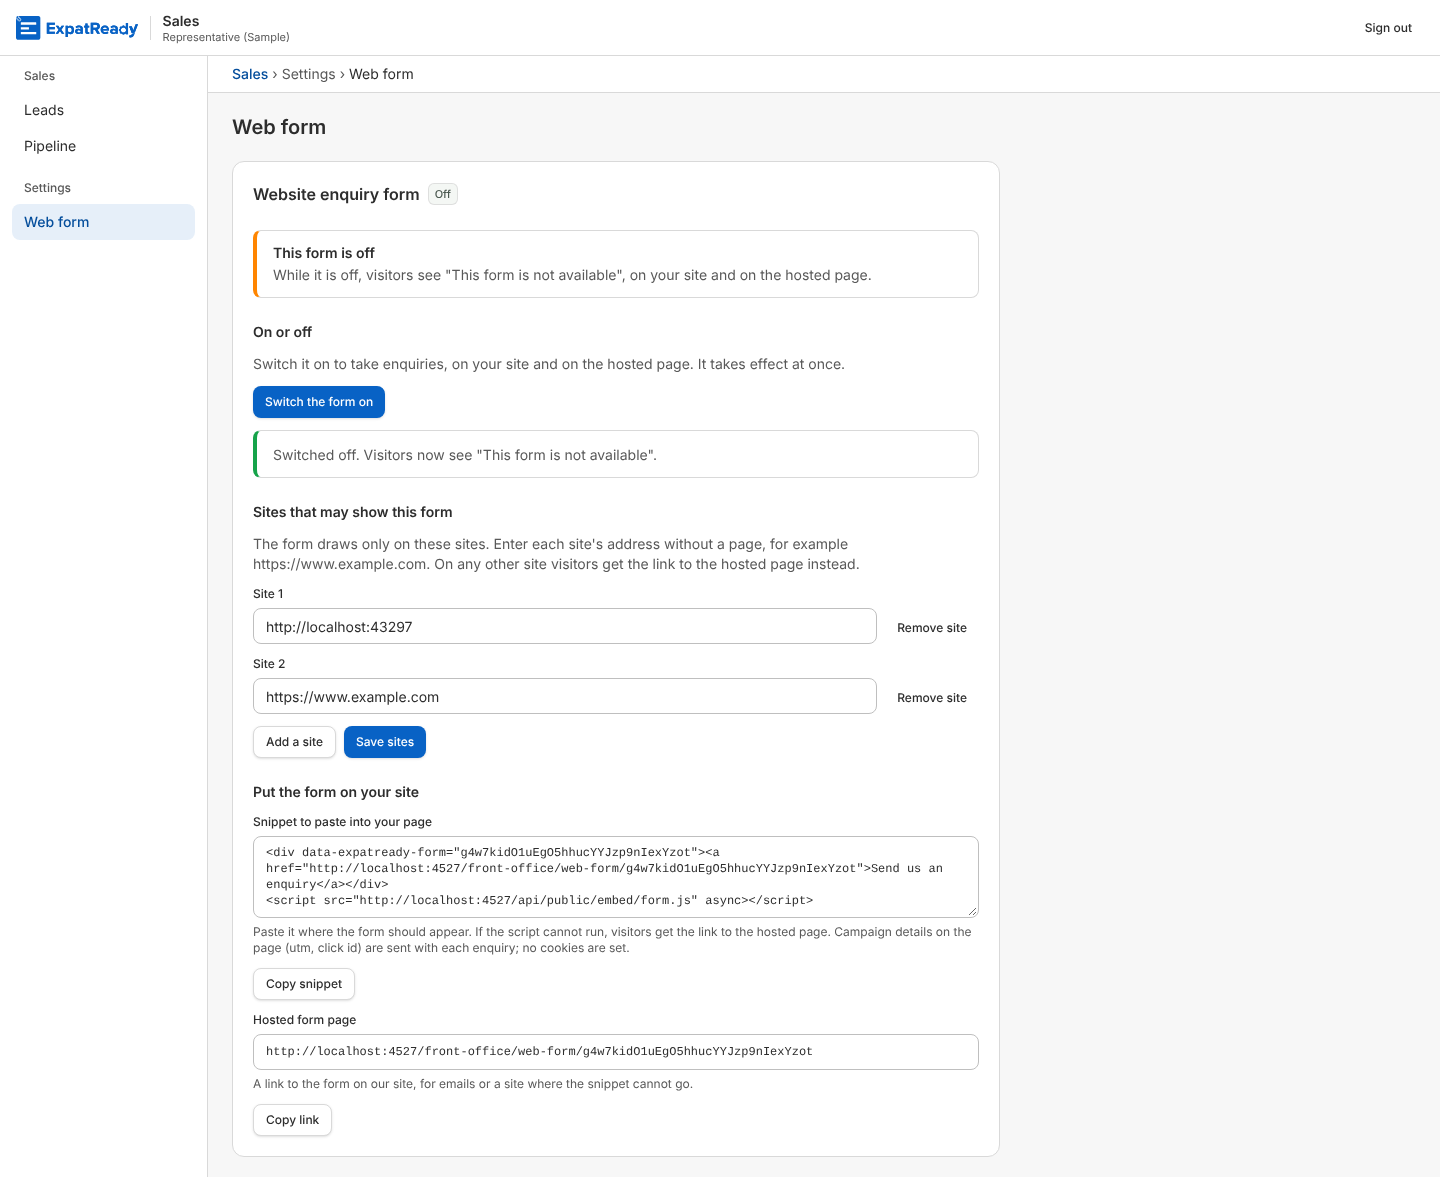 ExpatReady
Sales
Representative (Sample)
Sign out
Sales
Leads
Pipeline
Settings
Web form
Sales › Settings › Web form
Web form
Website enquiry form Off
This form is off
While it is off, visitors see "This form is not available", on your site and on the hosted page.
On or off
Switch it on to take enquiries, on your site and on the hosted page. It takes effect at once.
Switch the form on
Switched off. Visitors now see "This form is not available".
Sites that may show this form
The form draws only on these sites. Enter each site's address without a page, for example
https://www.example.com. On any other site visitors get the link to the hosted page instead.
Site 1
http://localhost:43297 Remove site
Site 2
https://www.example.com Remove site
Add a site Save sites
Put the form on your site
Snippet to paste into your page
<div data-expatready-form="g4w7kidO1uEgO5hhucYYJzp9nIexYzot"><a
href="http://localhost:4527/front-office/web-form/g4w7kidO1uEgO5hhucYYJzp9nIexYzot">Send us an
enquiry</a></div>
<script src="http://localhost:4527/api/public/embed/form.js" async></script>
Paste it where the form should appear. If the script cannot run, visitors get the link to the hosted page. Campaign details on the
page (utm, click id) are sent with each enquiry; no cookies are set.
Copy snippet
Hosted form page
http://localhost:4527/front-office/web-form/g4w7kidO1uEgO5hhucYYJzp9nIexYzot
A link to the form on our site, for emails or a site where the snippet cannot go.
Copy link